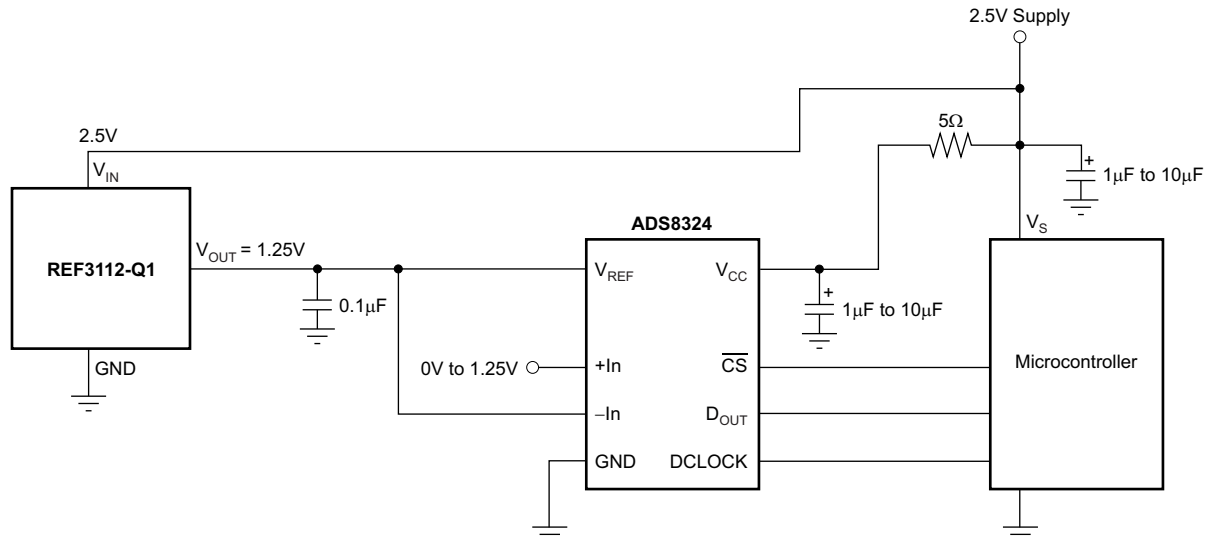 2.5V Supply
5Ω
2.5V
V_IN
+
1μF to 10μF
ADS8324
V_S
REF3112-Q1
V_OUT = 1.25V
V_REF
V_CC
0.1μF
+
1μF to 10μF
GND
0V to 1.25V
+In
C̅S̅
Microcontroller
–In
D_OUT
GND
DCLOCK